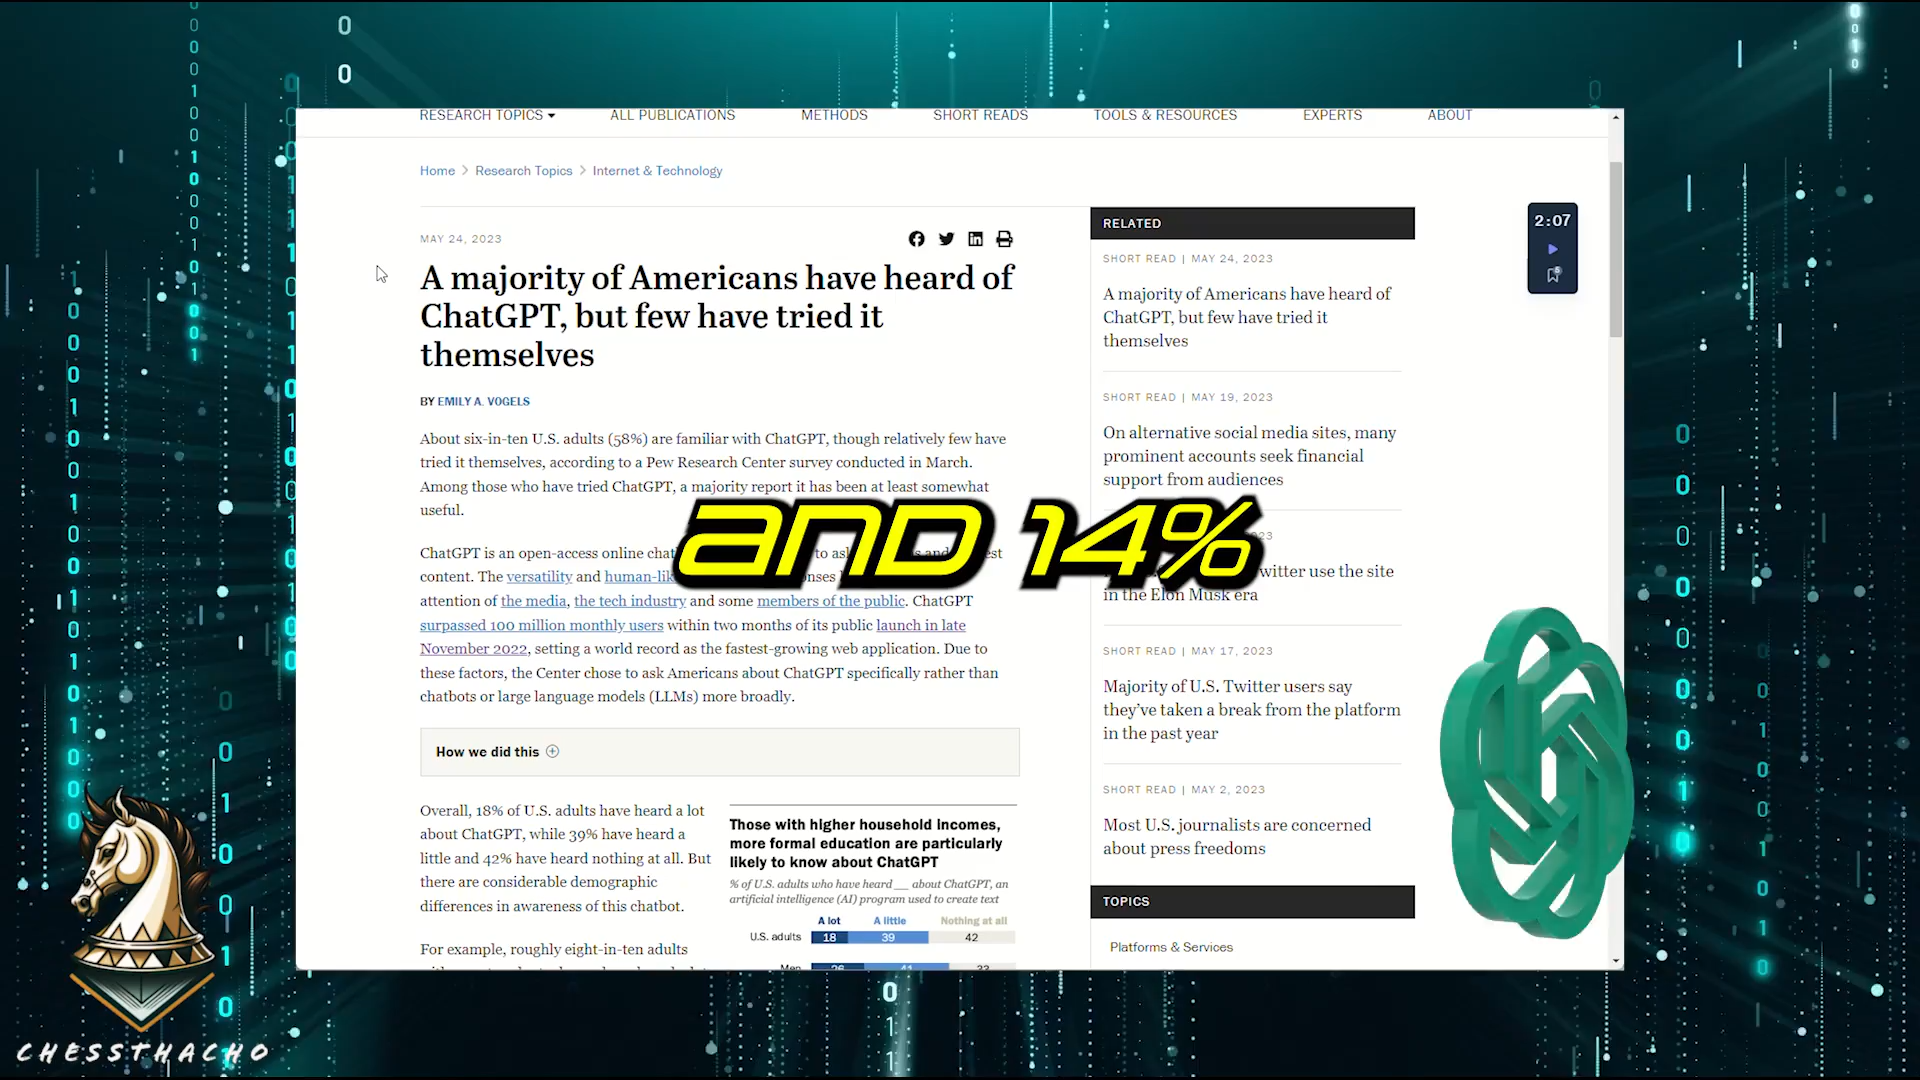 RESEARCH TOPICS
ALL PUBLICATIONS
METHODS
SHORT READS
TOOLS & RESOURCES
EXPERTS
ABOUT
Home > Research Topics > Internet & Technology
MAY 24, 2023
A majority of Americans have heard of
ChatGPT, but few have tried it
themselves
BY EMILY A. VOGELS
About six-in-ten U.S. adults (58%) are familiar with ChatGPT, though relatively few have
tried it themselves, according to a Pew Research Center survey conducted in March.
Among those who have tried ChatGPT, a majority report it has been at least somewhat
useful.
ChatGPT is an open-access online
content. The versatility and
attention of the media, the tech industry and some members of the public. ChatGPT
surpassed 100 million monthly users within two months of its public launch in late
November 2022, setting a world record as the fastest-growing web application. Due to
these factors, the Center chose to ask Americans about ChatGPT specifically rather than
chatbots or large language models (LLMs) more broadly.
How we did this
Overall, 18% of U.S. adults have heard a lot
about ChatGPT, while 39% have heard a
little and 42% have heard nothing at all. But
there are considerable demographic
differences in awareness of this chatbot.
For example, roughly eight-in-ten adults
Those with higher household incomes,
more formal education are particularly
likely to know about ChatGPT
% of U.S. adults who have heard __ about ChatGPT, an
artificial intelligence (AI) program used to create text
A lot A little Nothing at all
U.S. adults 18 39 42
Men
AND 14%
RELATED
SHORT READ | MAY 24, 2023
A majority of Americans have heard of
ChatGPT, but few have tried it
themselves
SHORT READ | MAY 19, 2023
On alternative social media sites, many
prominent accounts seek financial
support from audiences
use the site
in the Elon Musk era
SHORT READ | MAY 17, 2023
Majority of U.S. Twitter users say
they've taken a break from the platform
in the past year
SHORT READ | MAY 2, 2023
Most U.S. journalists are concerned
about press freedoms
TOPICS
Platforms & Services
2:07
CHESSTHACHO